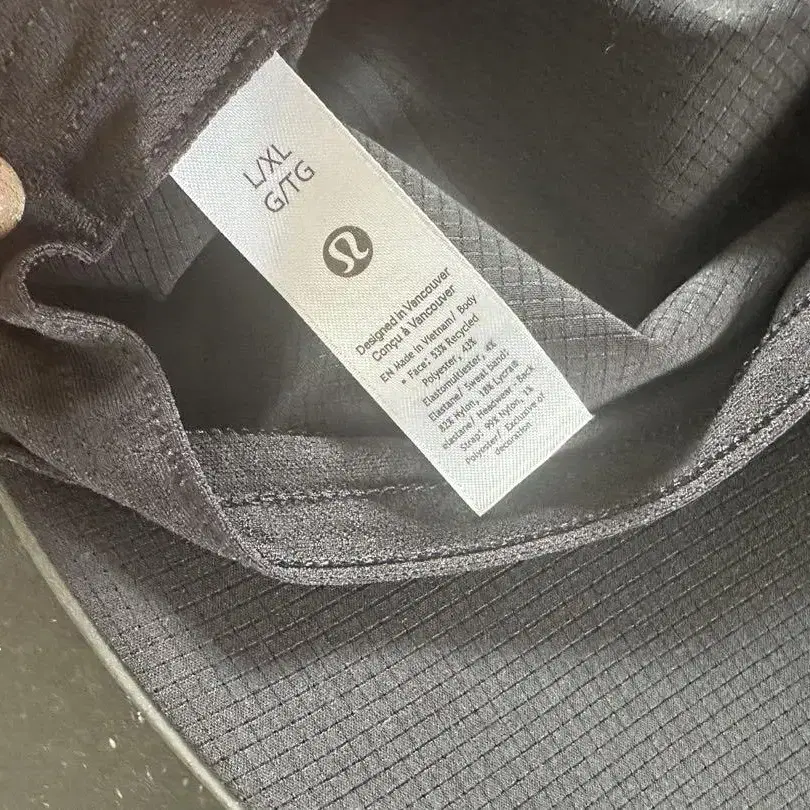 L/XL
G/TG
Designed in Vancouver
Conçu à Vancouver
EN Made in Vietnam/ Body
• Face: 53% Recycled
Polyester, 43%
Elastomultiester, 4%
Elastane/ Sweat band:
82% Nylon, 18% Lycra®
elastane/ Headwear - Back
Strap: 99% Nylon, 1%
Polyester/ Exclusive of
decoration